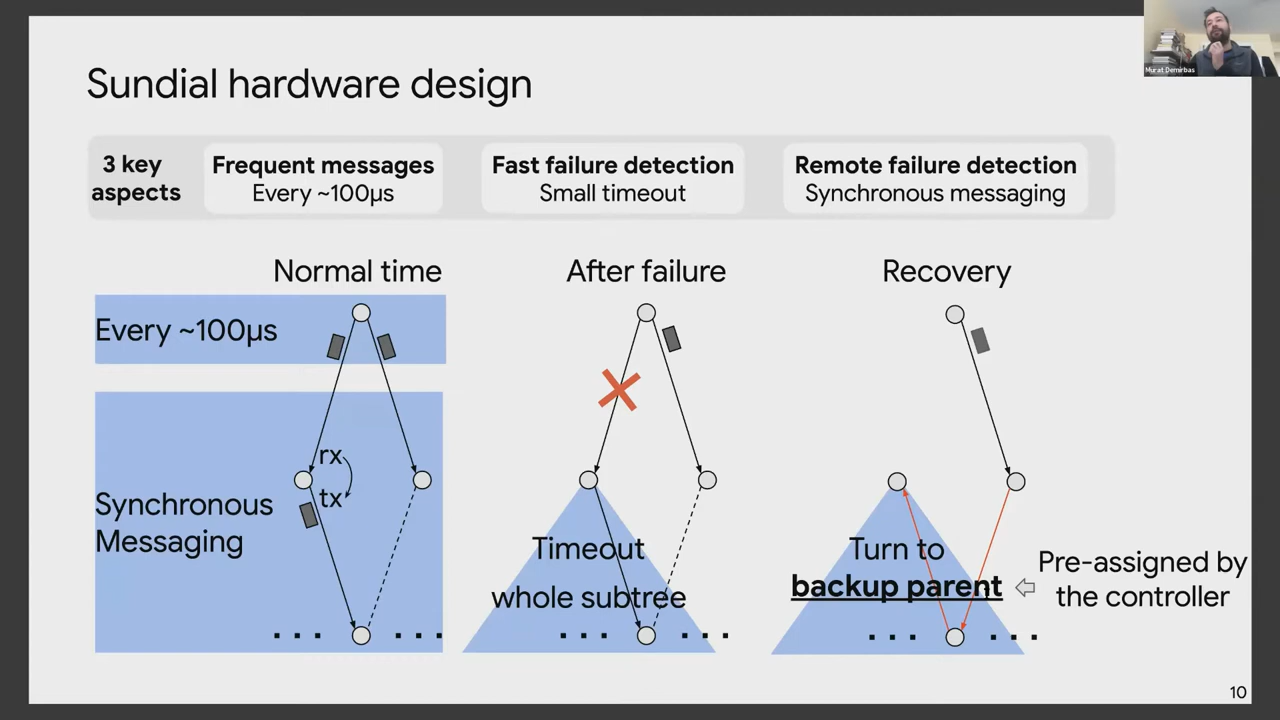 Murat Demirbas
Sundial hardware design
3 key
aspects
Frequent messages
Every ~100µs
Fast failure detection
Small timeout
Remote failure detection
Synchronous messaging
Normal time
After failure
Recovery
Every ~100µs
rx
tx
Synchronous
Messaging
Timeout
whole subtree
Turn to
backup parent
Pre-assigned by
the controller
... ...
... ...
... ...
10